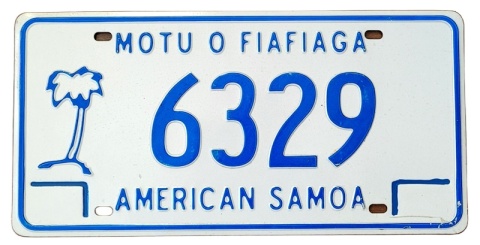 MOTU O FIAFIAGA
6329
AMERICAN SAMOA